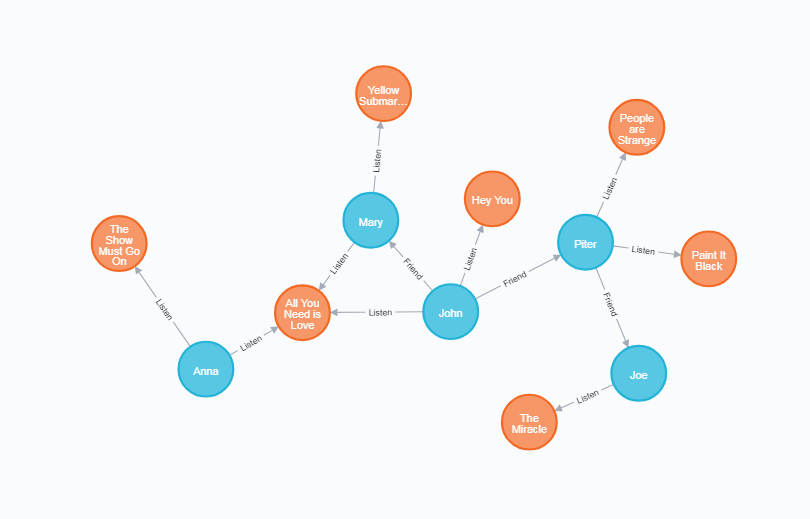 Yellow
Submar...
Listen
People
are
Strange
Listen
Hey You
Mary
The
Show
Must Go
On
Piter
Listen
Paint It
Black
Listen
Friend
Listen
Friend
Listen
All You
Need is
Love
Listen
John
Friend
Listen
Anna
Joe
Listen
The
Miracle